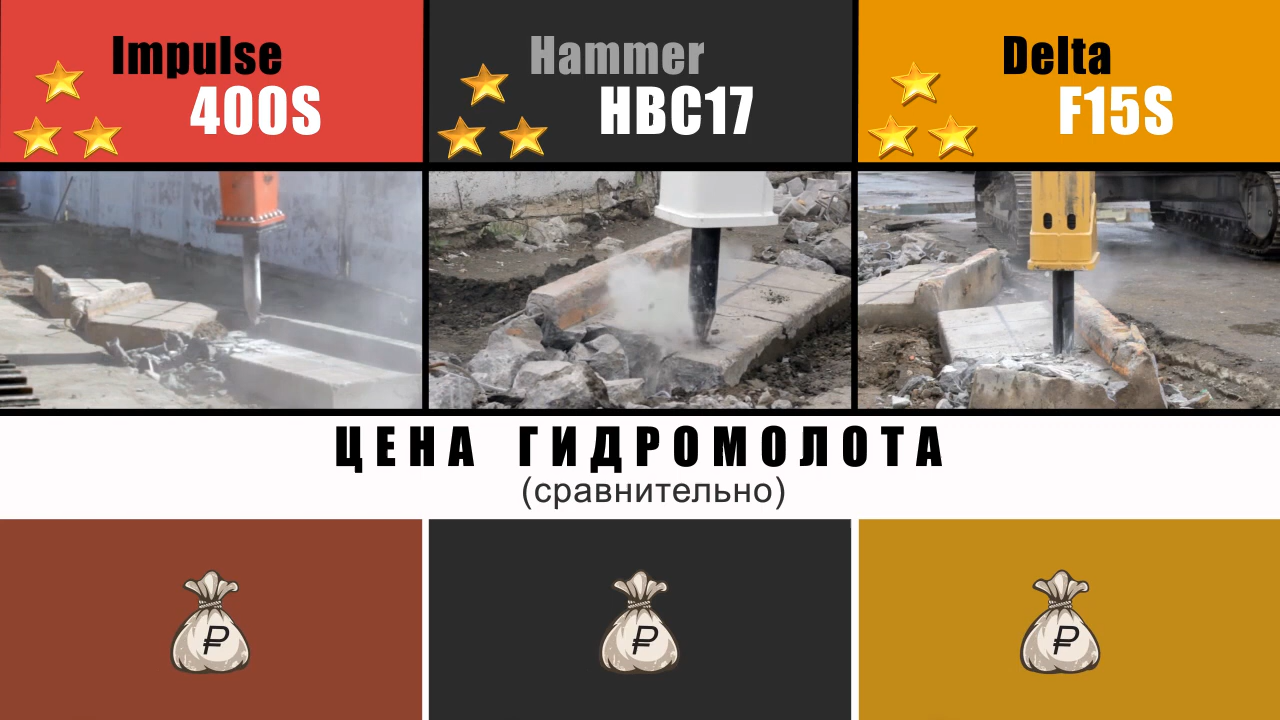 Impulse
400S
Hammer
HBC17
Delta
F15S
ЦЕНА ГИДРОМОЛОТА
(сравнительно)
₽
₽
₽